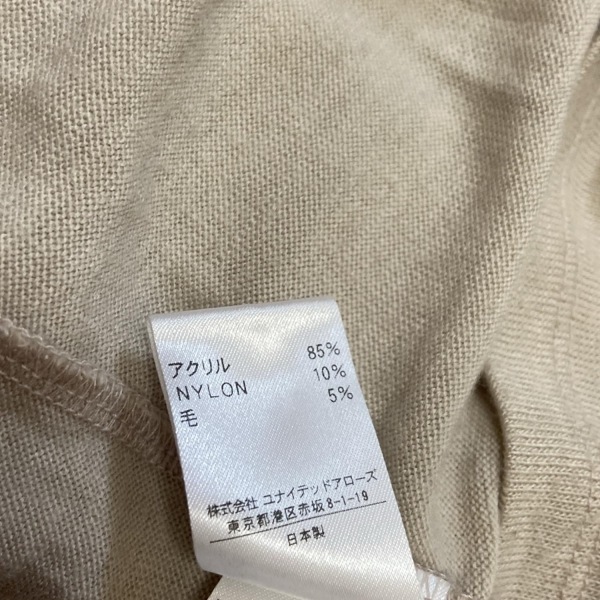 アクリル 85%
NYLON 10%
毛 5%
株式会社 ユナイテッドアローズ
東京都港区赤坂8-1-19
日本製